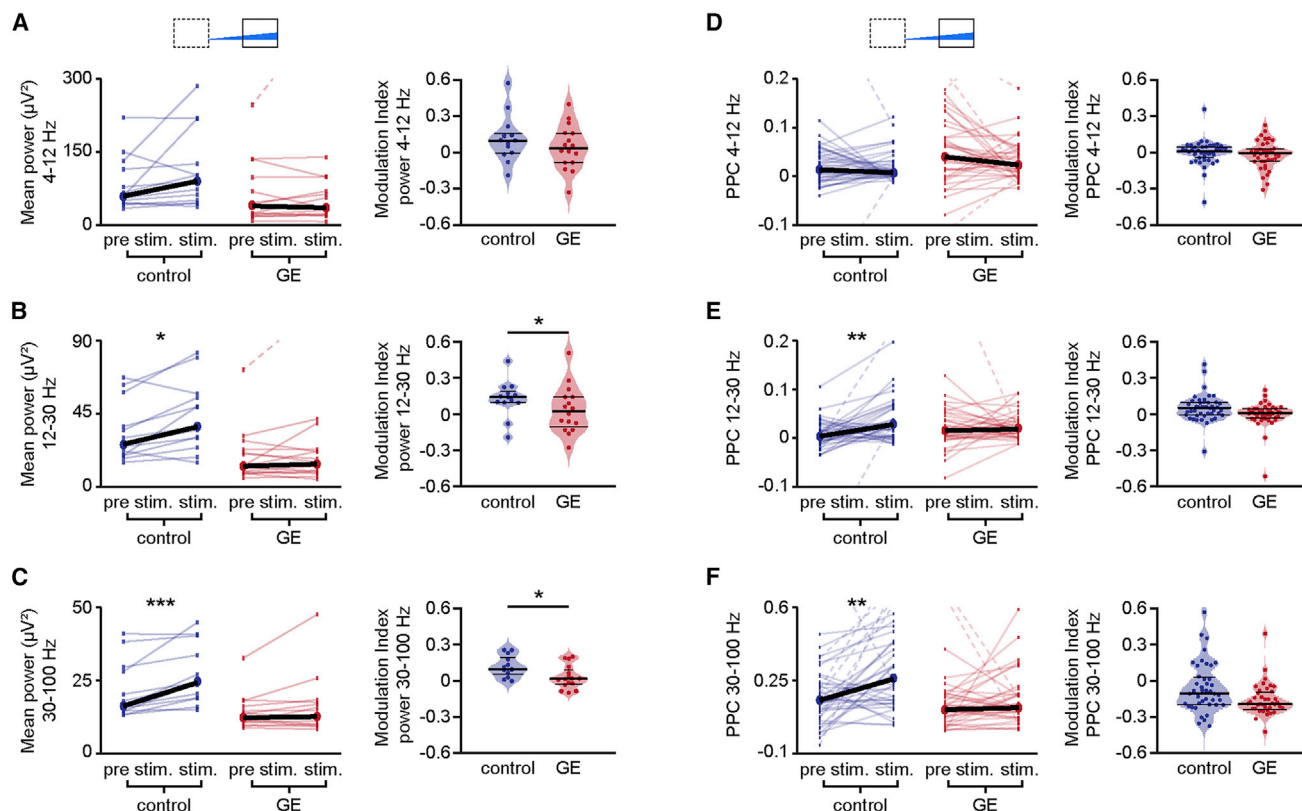 A
Mean power (µV²)
4-12 Hz
300
150
0
pre stim. stim. pre stim. stim.
control GE
Modulation Index
power 4-12 Hz
0.6
0.3
0
-0.3
-0.6
control GE
D
PPC 4-12 Hz
0.2
0.1
0
-0.1
pre stim. stim. pre stim. stim.
control GE
Modulation Index
PPC 4-12 Hz
0.6
0.3
0
-0.3
-0.6
control GE
B
Mean power (µV²)
12-30 Hz
90
45
0
*
pre stim. stim. pre stim. stim.
control GE
Modulation Index
power 12-30 Hz
0.6
0.3
0
-0.3
-0.6
*
control GE
E
PPC 12-30 Hz
0.2
0.1
0
-0.1
**
pre stim. stim. pre stim. stim.
control GE
Modulation Index
PPC 12-30 Hz
0.6
0.3
0
-0.3
-0.6
control GE
C
Mean power (µV²)
30-100 Hz
50
25
0
***
pre stim. stim. pre stim. stim.
control GE
Modulation Index
power 30-100 Hz
0.6
0.3
0
-0.3
-0.6
*
control GE
F
PPC 30-100 Hz
0.6
0.25
-0.1
**
pre stim. stim. pre stim. stim.
control GE
Modulation Index
PPC 30-100 Hz
0.6
0.3
0
-0.3
-0.6
control GE